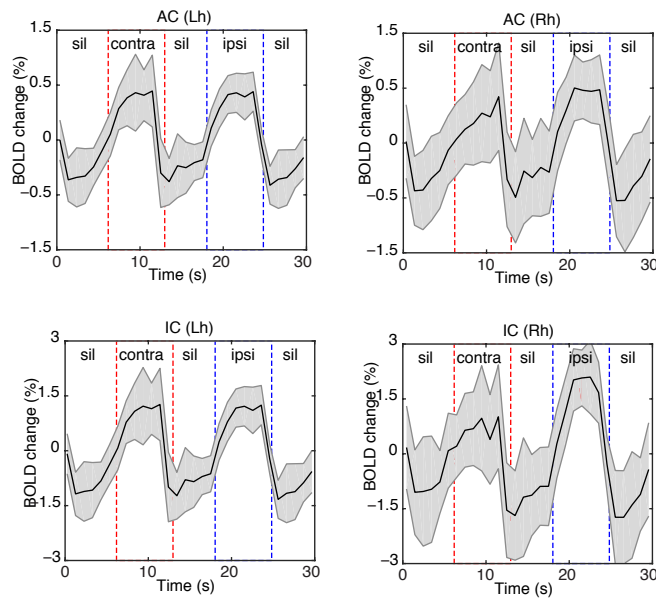 AC (Lh)
1.5
sil contra sil ipsi sil
0.5
0
−0.5
−1.5
BOLD change (%)
0 10 20 30
Time (s)
AC (Rh)
1.5
sil contra sil ipsi sil
0.5
0
−0.5
−1.5
BOLD change (%)
0 10 20 30
Time (s)
IC (Lh)
3
sil contra sil ipsi sil
1.5
0
−1.5
−3
BOLD change (%)
0 10 20 30
Time (s)
IC (Rh)
3
sil contra sil ipsi sil
1.5
0
−1.5
−3
BOLD change (%)
0 10 20 30
Time (s)